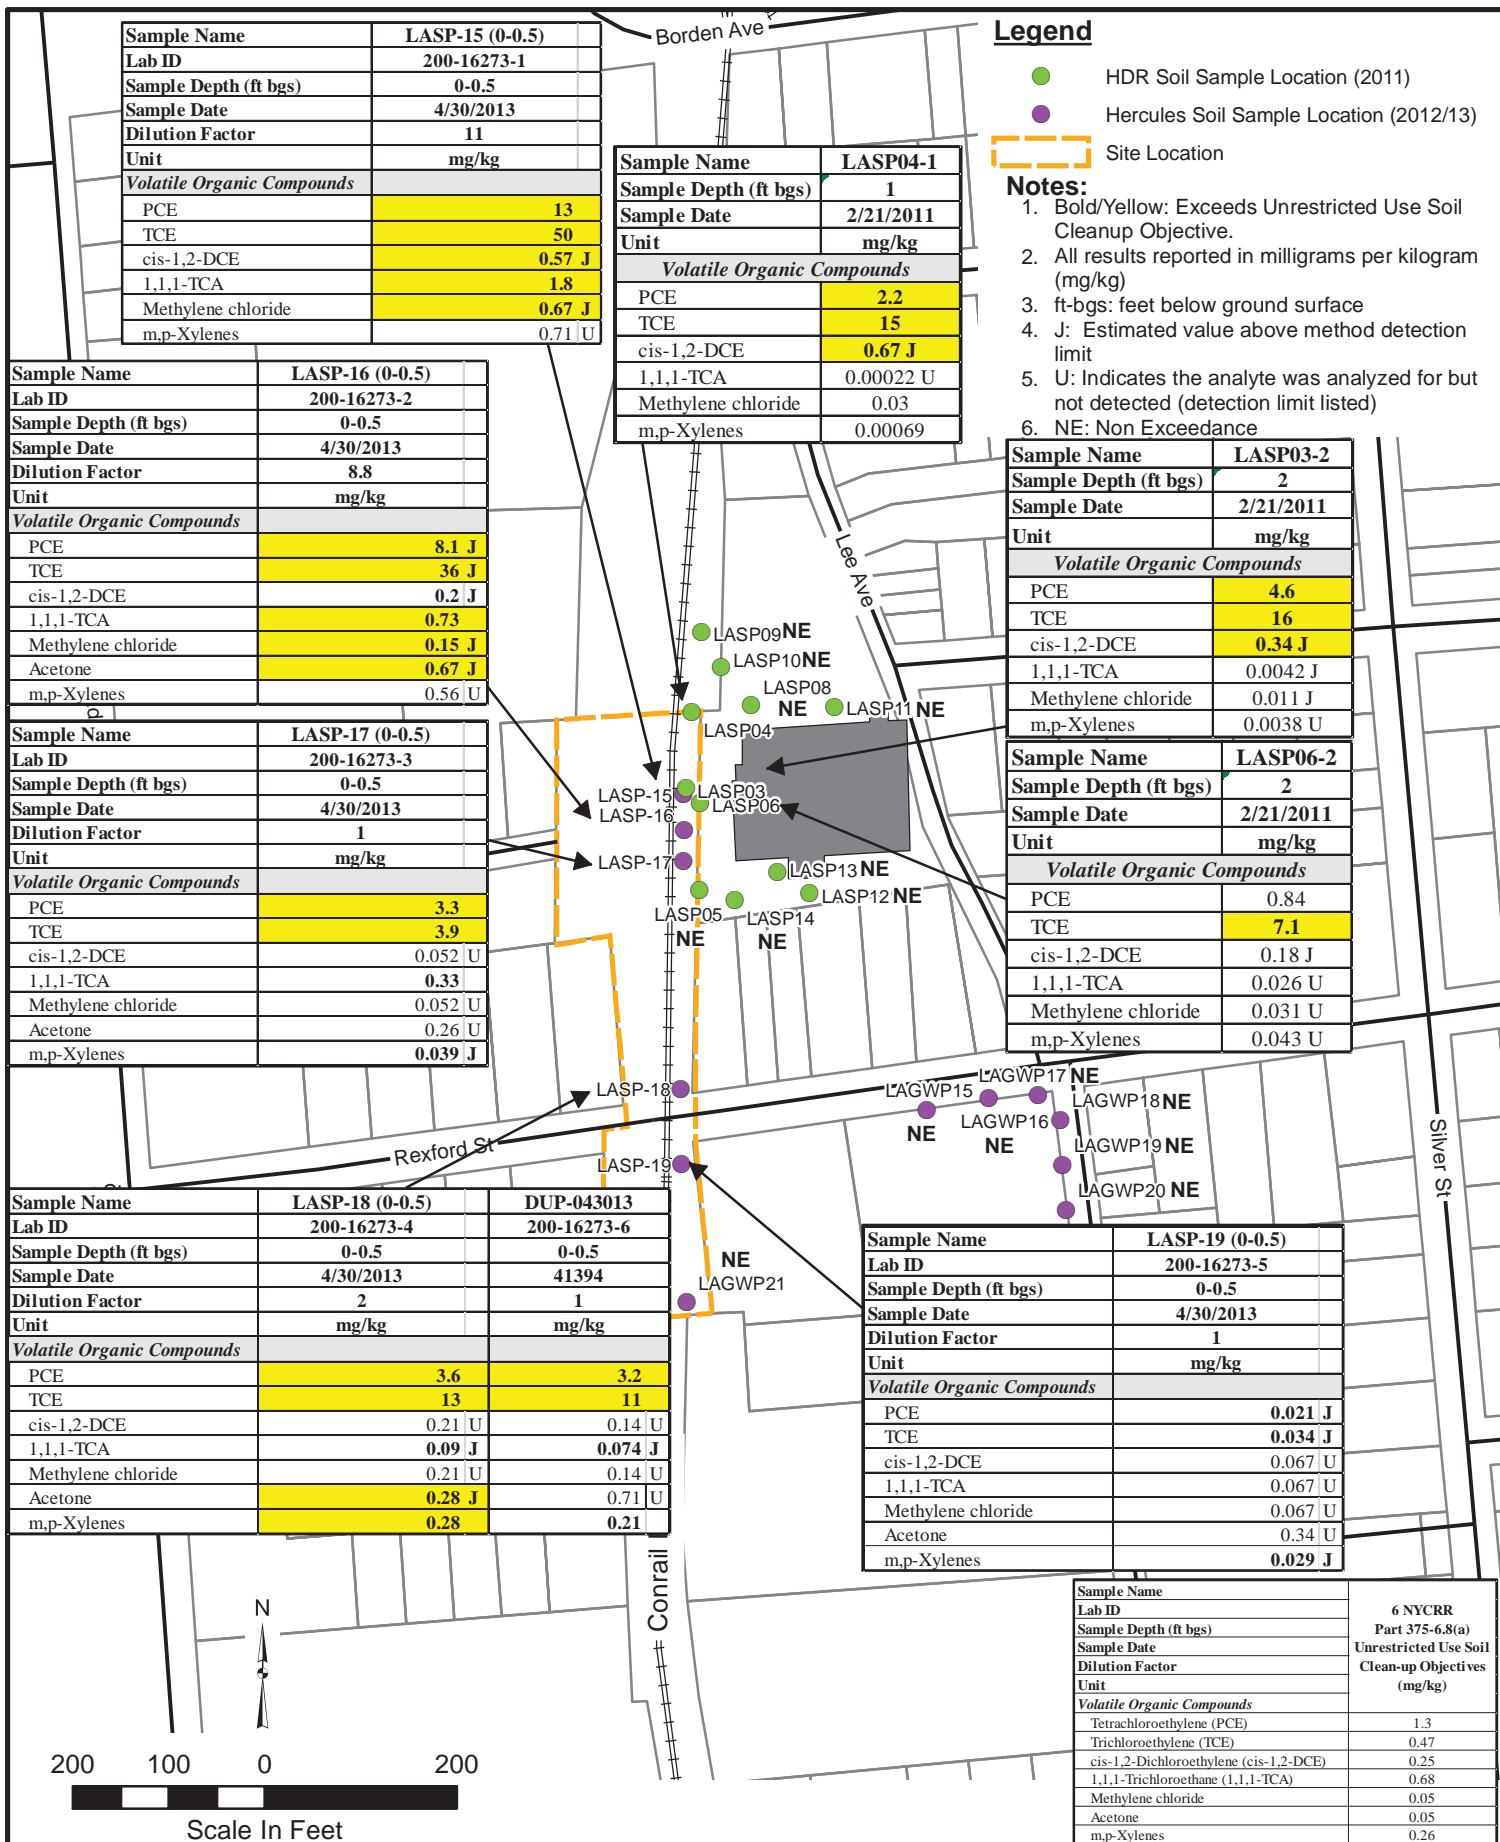 Borden Ave
Legend
HDR Soil Sample Location (2011)
Hercules Soil Sample Location (2012/13)
Site Location
Notes:
1. Bold/Yellow: Exceeds Unrestricted Use Soil
Cleanup Objective.
2. All results reported in milligrams per kilogram
(mg/kg)
3. ft-bgs: feet below ground surface
4. J: Estimated value above method detection
limit
5. U: Indicates the analyte was analyzed for but
not detected (detection limit listed)
6. NE: Non Exceedance
Sample Name LASP-15 (0-0.5)
Lab ID 200-16273-1
Sample Depth (ft bgs) 0-0.5
Sample Date 4/30/2013
Dilution Factor 11
Unit mg/kg
Volatile Organic Compounds
PCE 13
TCE 50
cis-1,2-DCE 0.57 J
1,1,1-TCA 1.8
Methylene chloride 0.67 J
m,p-Xylenes 0.71 U
Sample Name LASP04-1
Sample Depth (ft bgs) 1
Sample Date 2/21/2011
Unit mg/kg
Volatile Organic Compounds
PCE 2.2
TCE 15
cis-1,2-DCE 0.67 J
1,1,1-TCA 0.00022 U
Methylene chloride 0.03
m,p-Xylenes 0.00069
Sample Name LASP-16 (0-0.5)
Lab ID 200-16273-2
Sample Depth (ft bgs) 0-0.5
Sample Date 4/30/2013
Dilution Factor 8.8
Unit mg/kg
Volatile Organic Compounds
PCE 8.1 J
TCE 36 J
cis-1,2-DCE 0.2 J
1,1,1-TCA 0.73
Methylene chloride 0.15 J
Acetone 0.67 J
m,p-Xylenes 0.56 U
Sample Name LASP03-2
Sample Depth (ft bgs) 2
Sample Date 2/21/2011
Unit mg/kg
Volatile Organic Compounds
PCE 4.6
TCE 16
cis-1,2-DCE 0.34 J
1,1,1-TCA 0.0042 J
Methylene chloride 0.011 J
m,p-Xylenes 0.0038 U
Lee Ave
LASP09 NE
LASP10 NE
LASP08
NE
LASP11 NE
LASP04
LASP-15
LASP03
LASP06
LASP-16
LASP-17
LASP13 NE
LASP12 NE
LASP05
NE
LASP14
NE
Sample Name LASP-17 (0-0.5)
Lab ID 200-16273-3
Sample Depth (ft bgs) 0-0.5
Sample Date 4/30/2013
Dilution Factor 1
Unit mg/kg
Volatile Organic Compounds
PCE 3.3
TCE 3.9
cis-1,2-DCE 0.052 U
1,1,1-TCA 0.33
Methylene chloride 0.052 U
Acetone 0.26 U
m,p-Xylenes 0.039 J
Sample Name LASP06-2
Sample Depth (ft bgs) 2
Sample Date 2/21/2011
Unit mg/kg
Volatile Organic Compounds
PCE 0.84
TCE 7.1
cis-1,2-DCE 0.18 J
1,1,1-TCA 0.026 U
Methylene chloride 0.031 U
m,p-Xylenes 0.043 U
LASP-18
LAGWP15
NE
LAGWP17 NE
LAGWP16
NE
LAGWP18 NE
LAGWP19 NE
LAGWP20 NE
Rexford St
LASP-19
Silver St
NE
LAGWP21
Sample Name LASP-18 (0-0.5) DUP-043013
Lab ID 200-16273-4 200-16273-6
Sample Depth (ft bgs) 0-0.5 0-0.5
Sample Date 4/30/2013 41394
Dilution Factor 2 1
Unit mg/kg mg/kg
Volatile Organic Compounds
PCE 3.6 3.2
TCE 13 11
cis-1,2-DCE 0.21 U 0.14 U
1,1,1-TCA 0.09 J 0.074 J
Methylene chloride 0.21 U 0.14 U
Acetone 0.28 J 0.71 U
m,p-Xylenes 0.28 0.21
Sample Name LASP-19 (0-0.5)
Lab ID 200-16273-5
Sample Depth (ft bgs) 0-0.5
Sample Date 4/30/2013
Dilution Factor 1
Unit mg/kg
Volatile Organic Compounds
PCE 0.021 J
TCE 0.034 J
cis-1,2-DCE 0.067 U
1,1,1-TCA 0.067 U
Methylene chloride 0.067 U
Acetone 0.34 U
m,p-Xylenes 0.029 J
Conrail
N
200 100 0 200
Scale In Feet
Sample Name
Lab ID 6 NYCRR
Sample Depth (ft bgs) Part 375-6.8(a)
Sample Date Unrestricted Use Soil
Dilution Factor Clean-up Objectives
Unit (mg/kg)
Volatile Organic Compounds
Tetrachloroethylene (PCE) 1.3
Trichloroethylene (TCE) 0.47
cis-1,2-Dichloroethylene (cis-1,2-DCE) 0.25
1,1,1-Trichloroethane (1,1,1-TCA) 0.68
Methylene chloride 0.05
Acetone 0.05
m,p-Xylenes 0.26